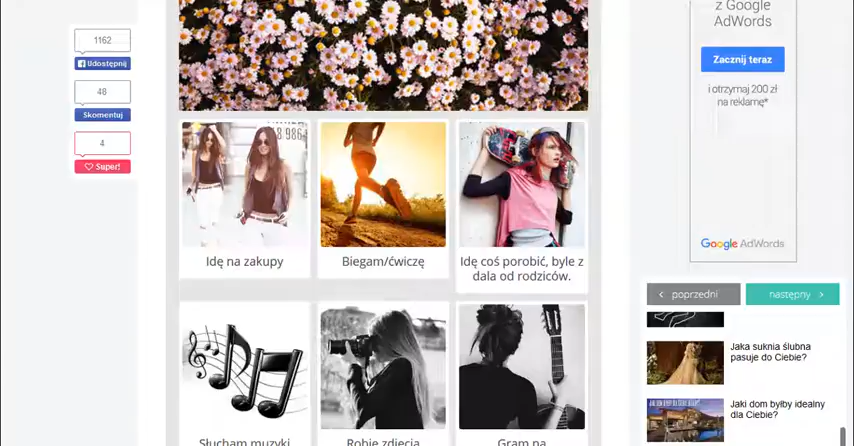 1162
Udostępnij
46
Skomentuj
4
Super!
Idę na zakupy
Biegam/ćwiczę
Idę coś porobić, byle z
dala od rodziców.
Słucham muzyki
Robię zdjęcia
Gram na
z Google
AdWords
Zacznij teraz
i otrzymaj 200 zł
na reklamę*
Google AdWords
< poprzedni
następny >
Jaka suknia ślubna
pasuje do Ciebie?
Jaki dom byłby idealny
dla Ciebie?